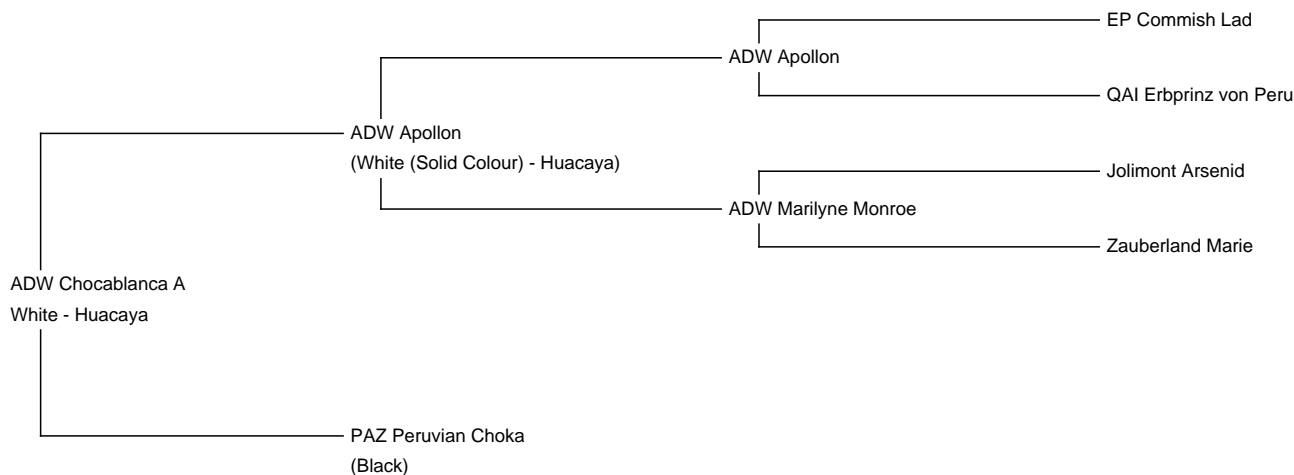 EP Commish Lad
ADW Apollon
QAI Erbprinz von Peru
ADW Apollon
(White (Solid Colour) - Huacaya)
Jolimont Arsenid
ADW Marilyne Monroe
Zauberland Marie
ADW Chocablanca A
White - Huacaya
PAZ Peruvian Choka
(Black)